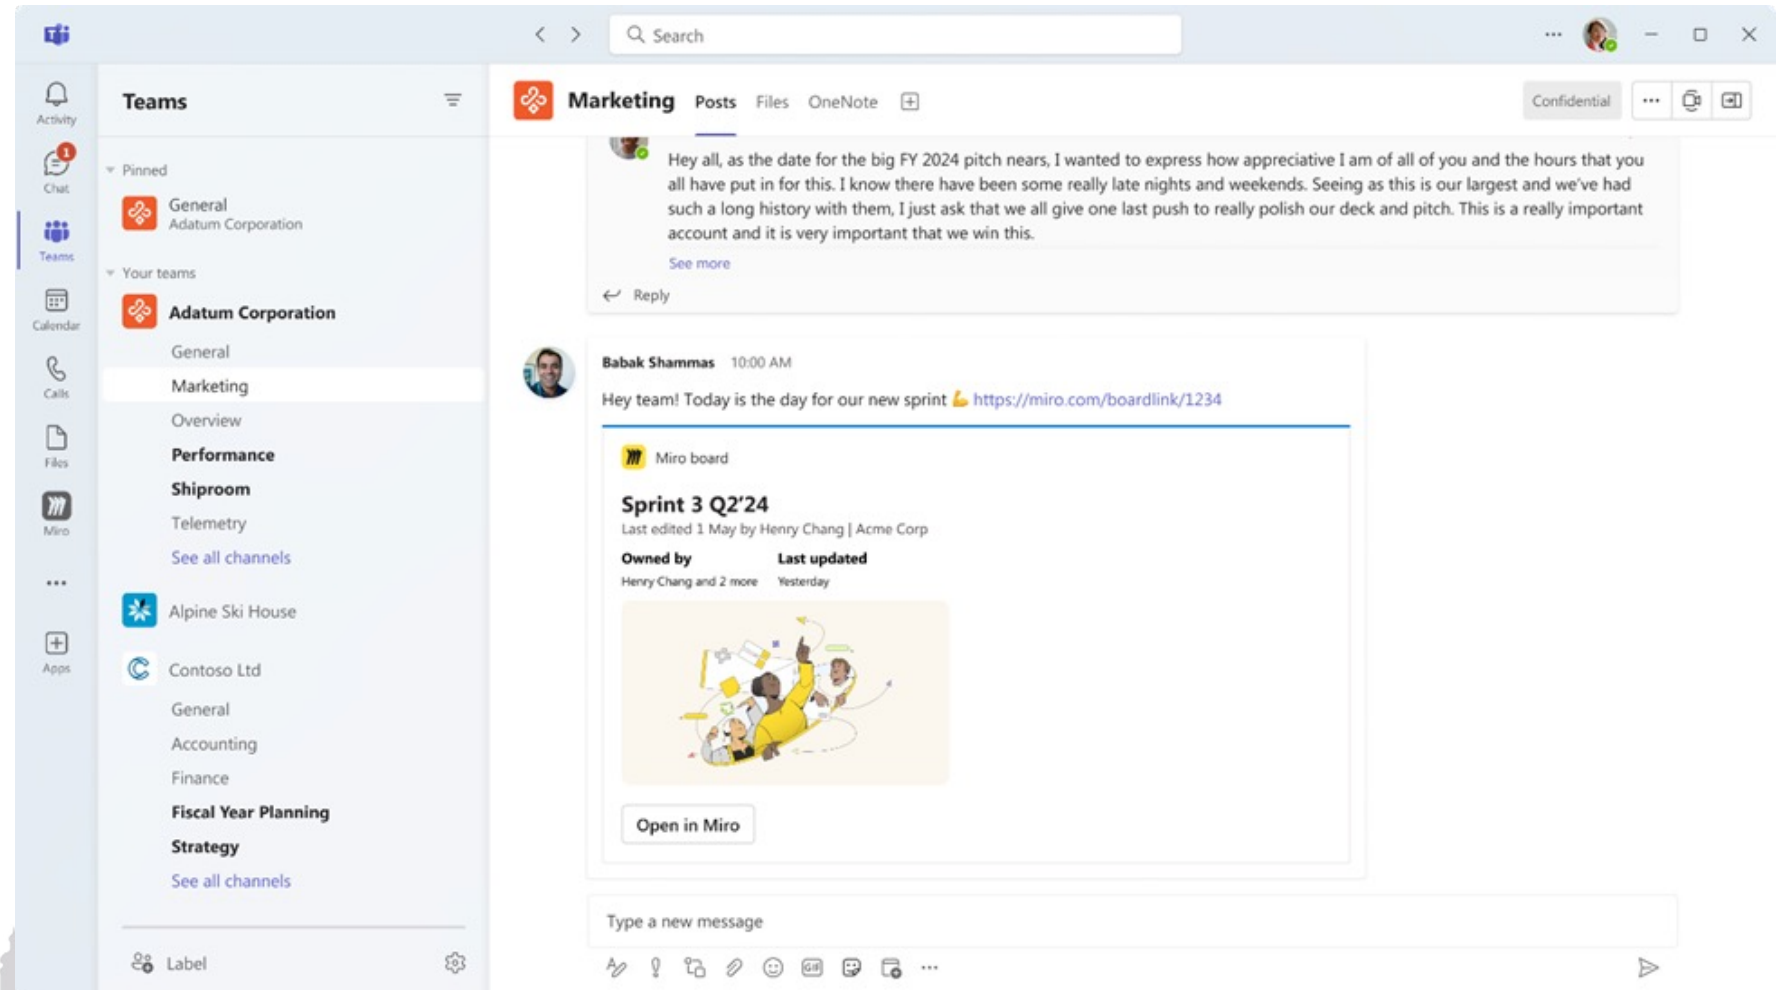 Search
Activity
1
Chat
Teams
Calendar
Calls
Files
Miro
Apps
Teams
Pinned
General
Adatum Corporation
Your teams
Adatum Corporation
General
Marketing
Overview
Performance
Shiproom
Telemetry
See all channels
Alpine Ski House
Contoso Ltd
General
Accounting
Finance
Fiscal Year Planning
Strategy
See all channels
Label
Marketing Posts Files OneNote
Confidential
Hey all, as the date for the big FY 2024 pitch nears, I wanted to express how appreciative I am of all of you and the hours that you
all have put in for this. I know there have been some really late nights and weekends. Seeing as this is our largest and we've had
such a long history with them, I just ask that we all give one last push to really polish our deck and pitch. This is a really important
account and it is very important that we win this.
See more
Reply
Babak Shammas 10:00 AM
Hey team! Today is the day for our new sprint 💪 https://miro.com/boardlink/1234
Miro board
Sprint 3 Q2'24
Last edited 1 May by Henry Chang | Acme Corp
Owned by Last updated
Henry Chang and 2 more Yesterday
Open in Miro
Type a new message
GIF